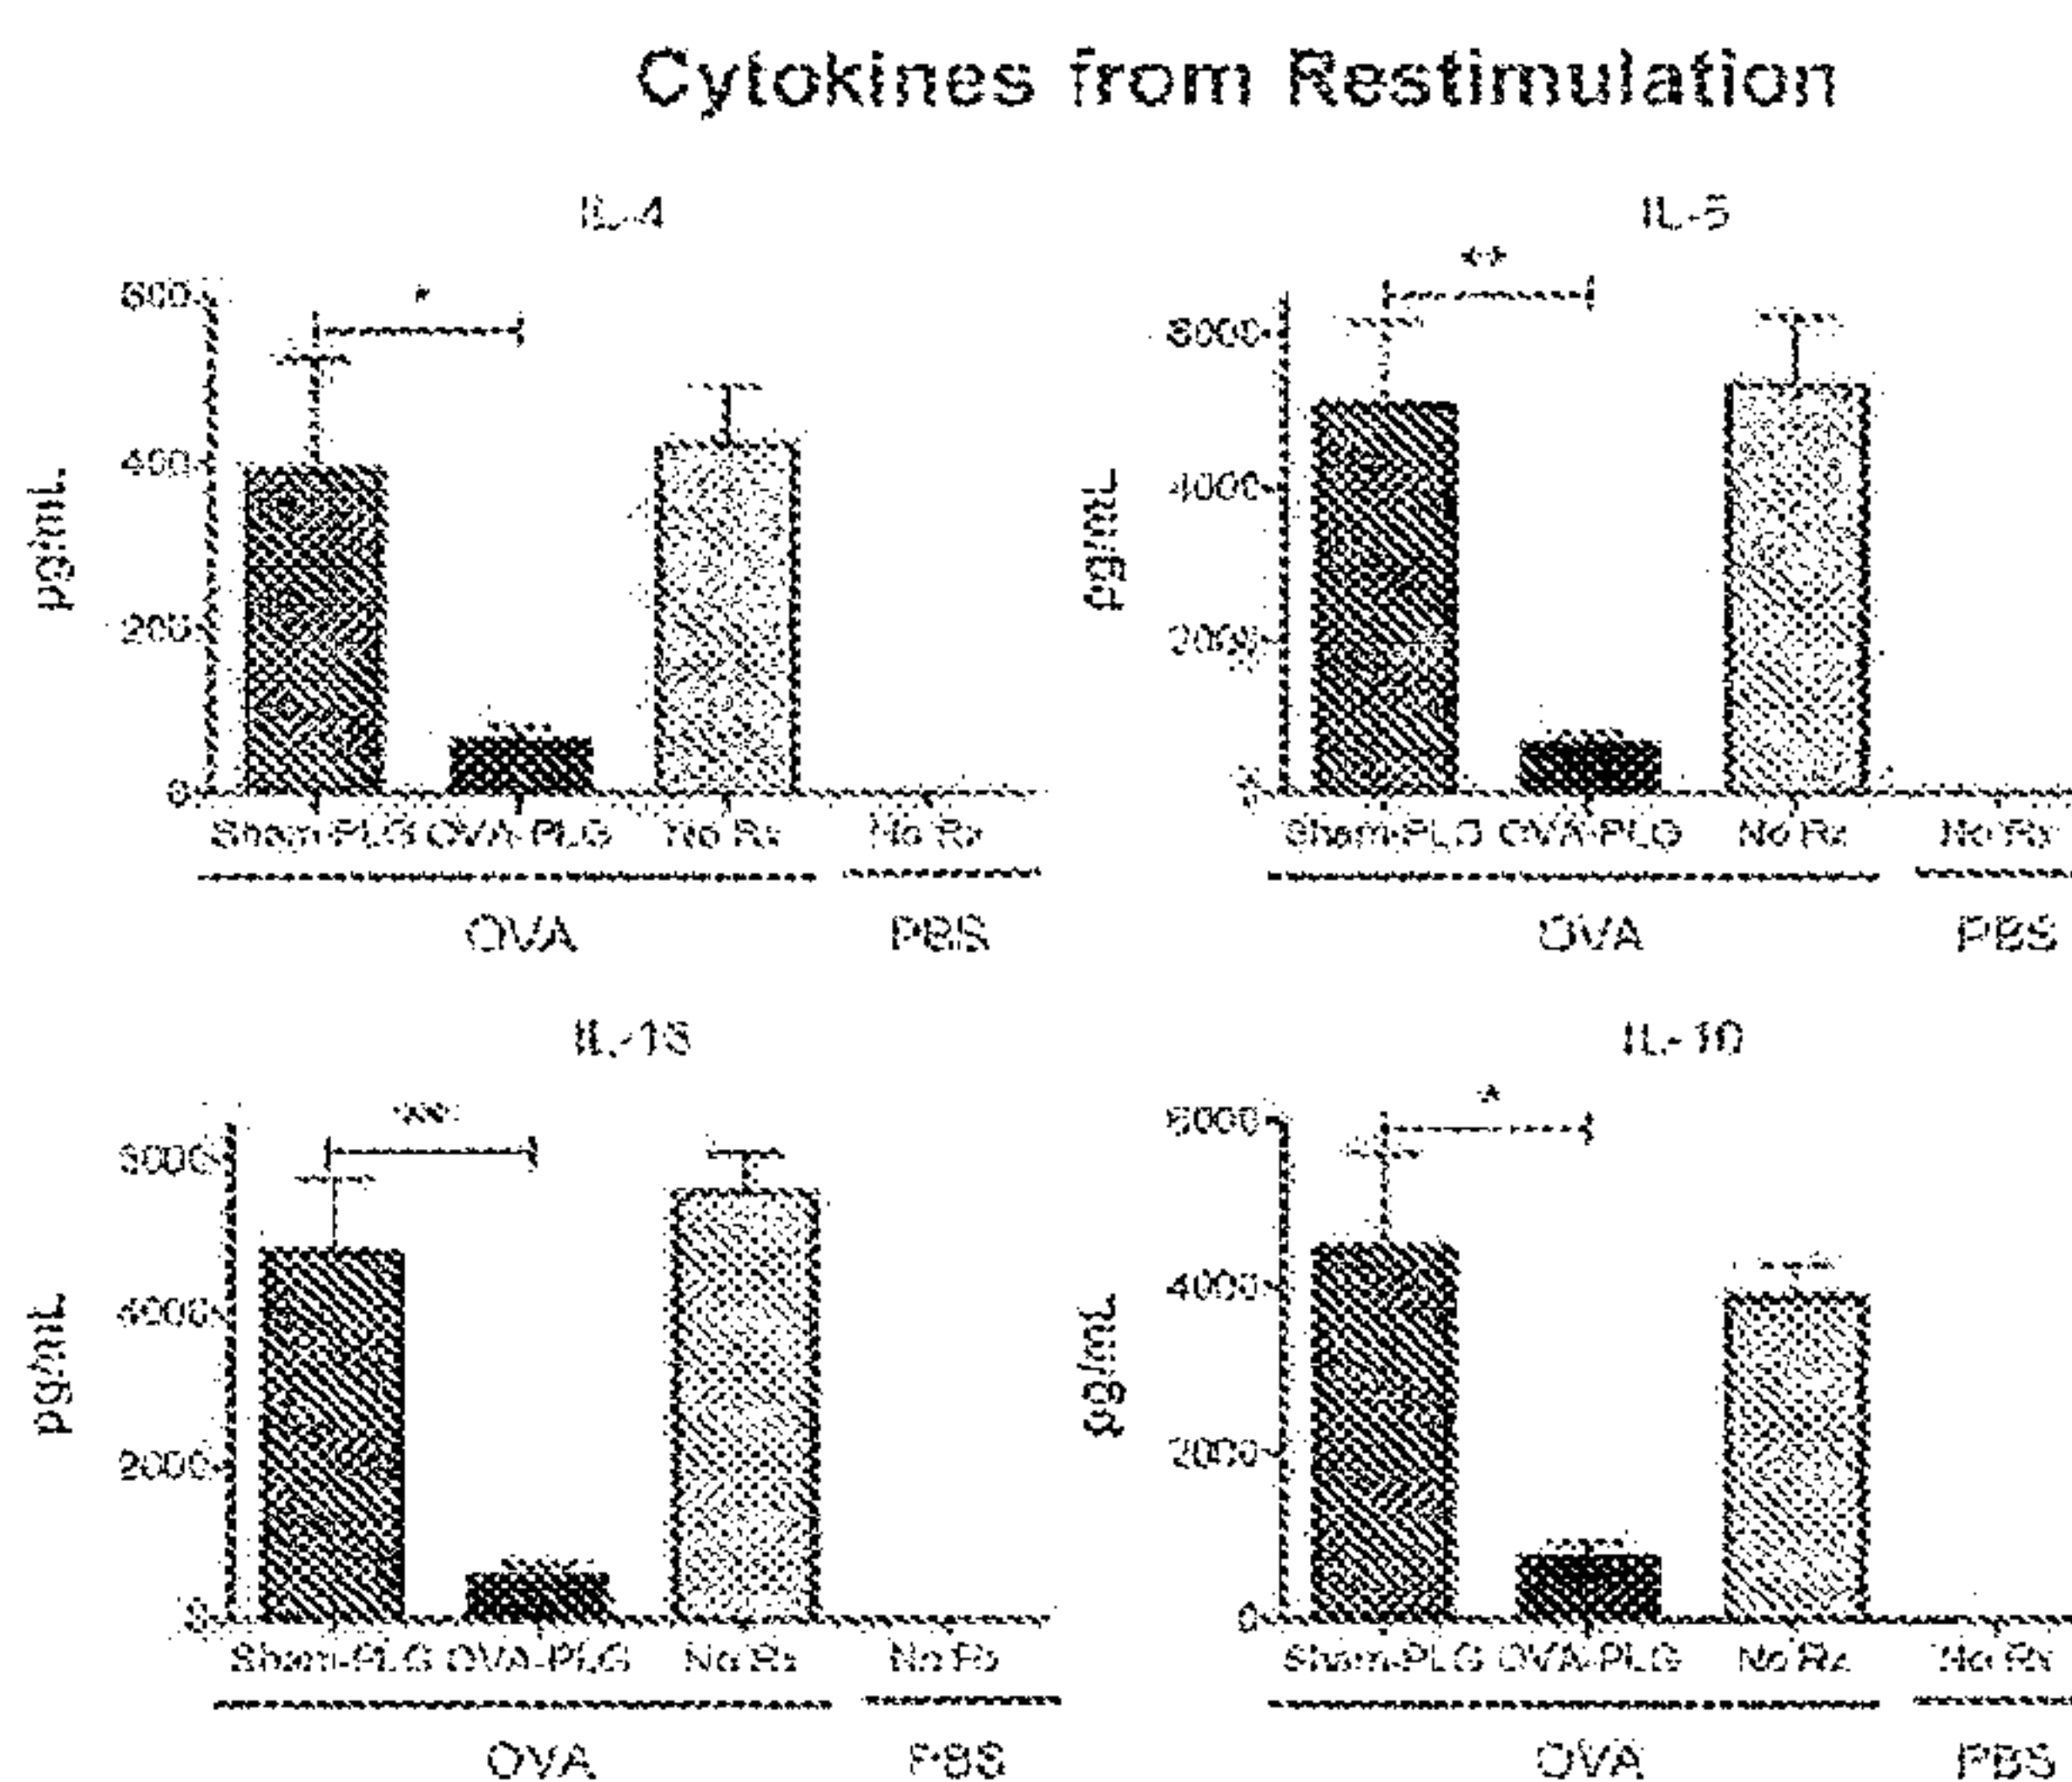 Cytokines from Restimulation
IL-4
*
pg/mL
600
400
200
0
Sham-PLG OVA-PLG No Rx No Rx
OVA PBS
IL-5
**
pg/mL
6000
4000
2000
0
Sham-PLG OVA-PLG No Rx No Rx
OVA PBS
IL-13
pg/mL
6000
4000
2000
0
Sham-PLG OVA-PLG No Rx No Rx
OVA PBS
IL-10
*
pg/mL
6000
4000
2000
0
Sham-PLG OVA-PLG No Rx No Rx
OVA PBS